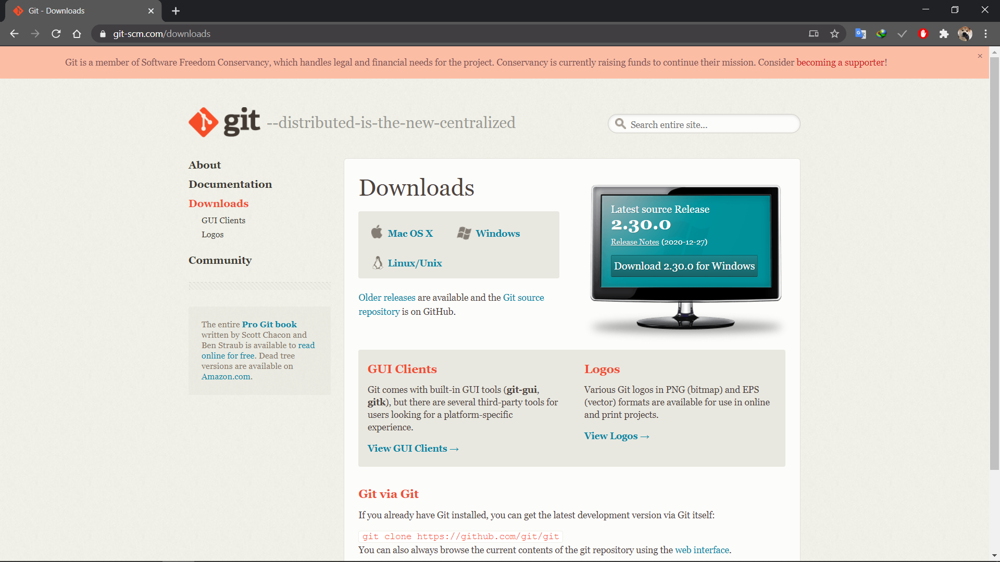 Git - Downloads
git-scm.com/downloads
Git is a member of Software Freedom Conservancy, which handles legal and financial needs for the project. Conservancy is currently raising funds to continue their mission. Consider becoming a supporter!
git --distributed-is-the-new-centralized
Search entire site...
About
Documentation
Downloads
GUI Clients
Logos
Community
The entire Pro Git book
written by Scott Chacon and
Ben Straub is available to read
online for free. Dead tree
versions are available on
Amazon.com.
Downloads
Mac OS X
Windows
Linux/Unix
Older releases are available and the Git source
repository is on GitHub.
Latest source Release
2.30.0
Release Notes (2020-12-27)
Download 2.30.0 for Windows
GUI Clients
Git comes with built-in GUI tools (git-gui,
gitk), but there are several third-party tools for
users looking for a platform-specific
experience.
View GUI Clients →
Logos
Various Git logos in PNG (bitmap) and EPS
(vector) formats are available for use in online
and print projects.
View Logos →
Git via Git
If you already have Git installed, you can get the latest development version via Git itself:
git clone https://github.com/git/git
You can also always browse the current contents of the git repository using the web interface.